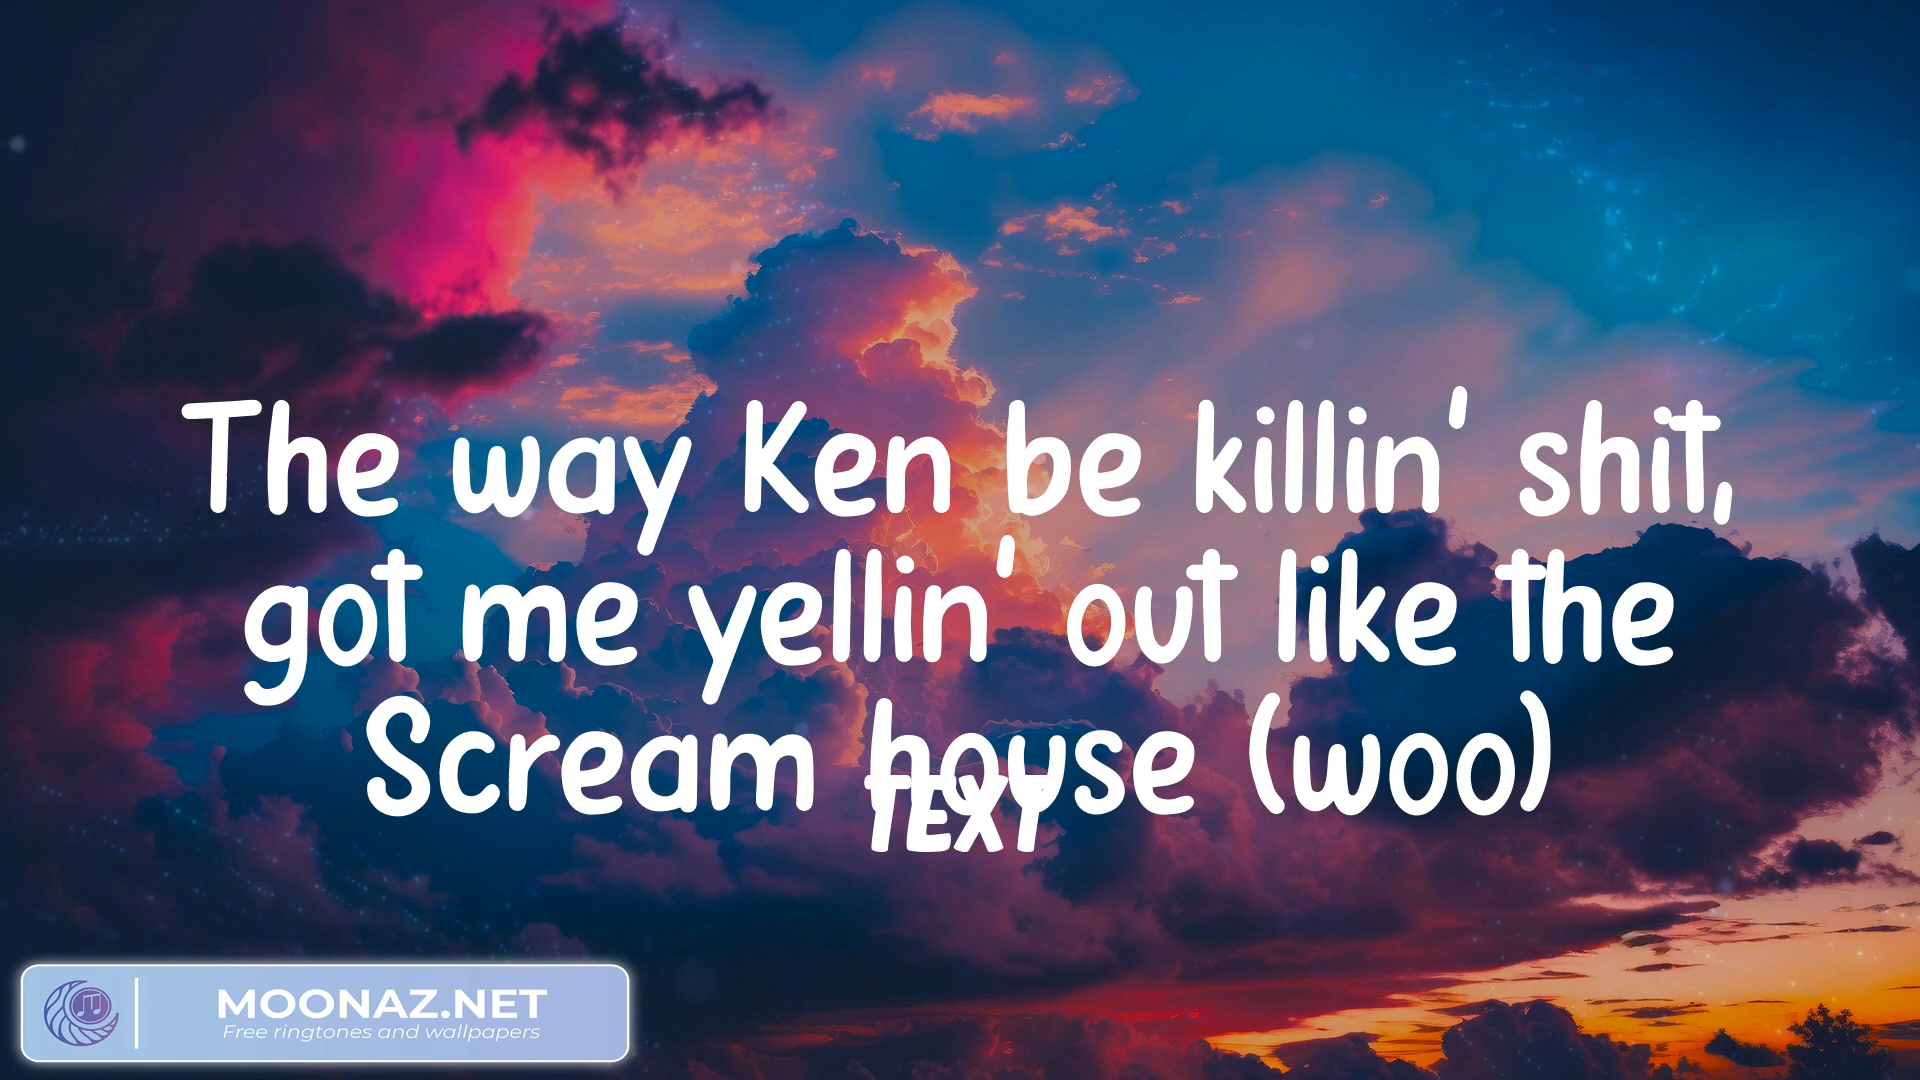 The way Ken be killin' shit,
got me yellin' out like the
Scream house (woo)
TEXT
MOONAZ.NET
Free ringtones and wallpapers